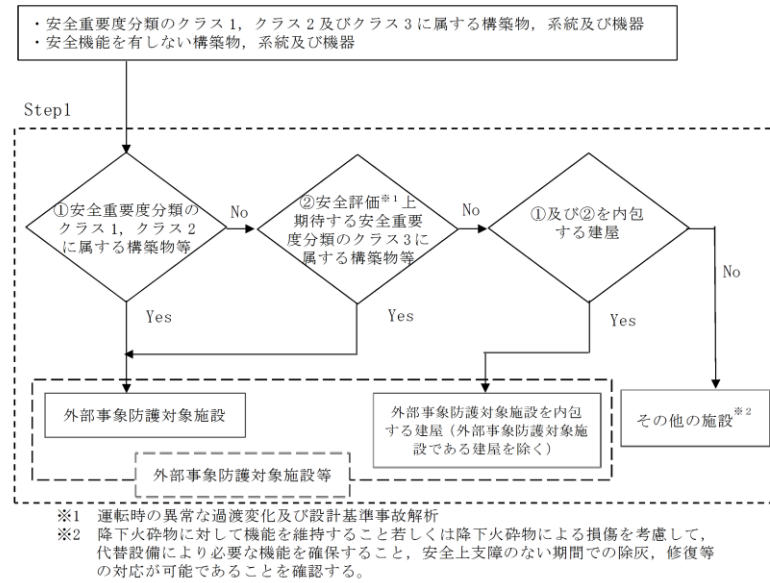 ・安全重要度分類のクラス1，クラス2及びクラス3に属する構築物，系統及び機器
・安全機能を有しない構築物，系統及び機器
Step1
①安全重要度分類の
クラス1，クラス2
に属する構築物等
No
②安全評価※1上
期待する安全重要
度分類のクラス3に
属する構築物等
No
①及び②を内包
する建屋
No
Yes
Yes
Yes
外部事象防護対象施設
外部事象防護対象施設を内包
する建屋（外部事象防護対象施
設である建屋を除く）
その他の施設※2
外部事象防護対象施設等
※1 運転時の異常な過渡変化及び設計基準事故解析
※2 降下火砕物に対して機能を維持すること若しくは降下火砕物による損傷を考慮して，
代替設備により必要な機能を確保すること，安全上支障のない期間での除灰，修復等
の対応が可能であることを確認する。